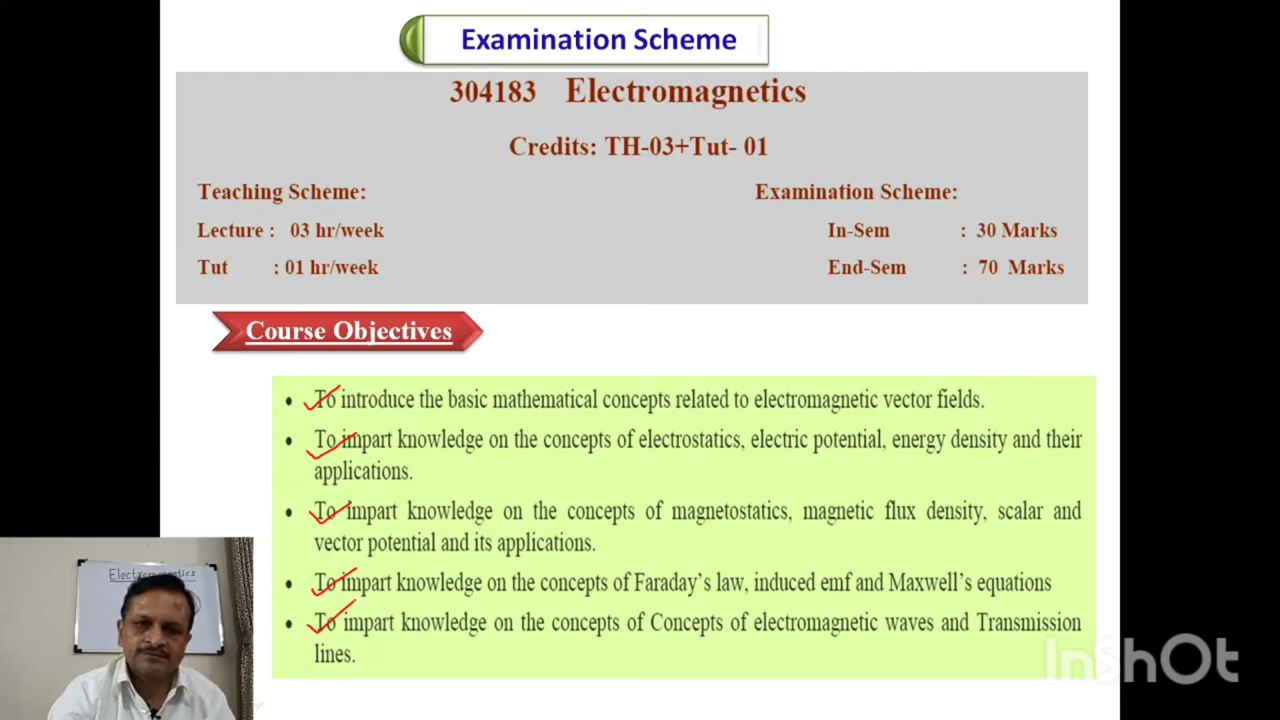 Examination Scheme
304183 Electromagnetics
Credits: TH-03+Tut- 01
Teaching Scheme:
Examination Scheme:
Lecture : 03 hr/week
In-Sem : 30 Marks
Tut : 01 hr/week
End-Sem : 70 Marks
Course Objectives
• To introduce the basic mathematical concepts related to electromagnetic vector fields.
• To impart knowledge on the concepts of electrostatics, electric potential, energy density and their
applications.
• To impart knowledge on the concepts of magnetostatics, magnetic flux density, scalar and
vector potential and its applications.
• To impart knowledge on the concepts of Faraday's law, induced emf and Maxwell's equations
• To impart knowledge on the concepts of Concepts of electromagnetic waves and Transmission
lines.
Electromagnetics
InShOt